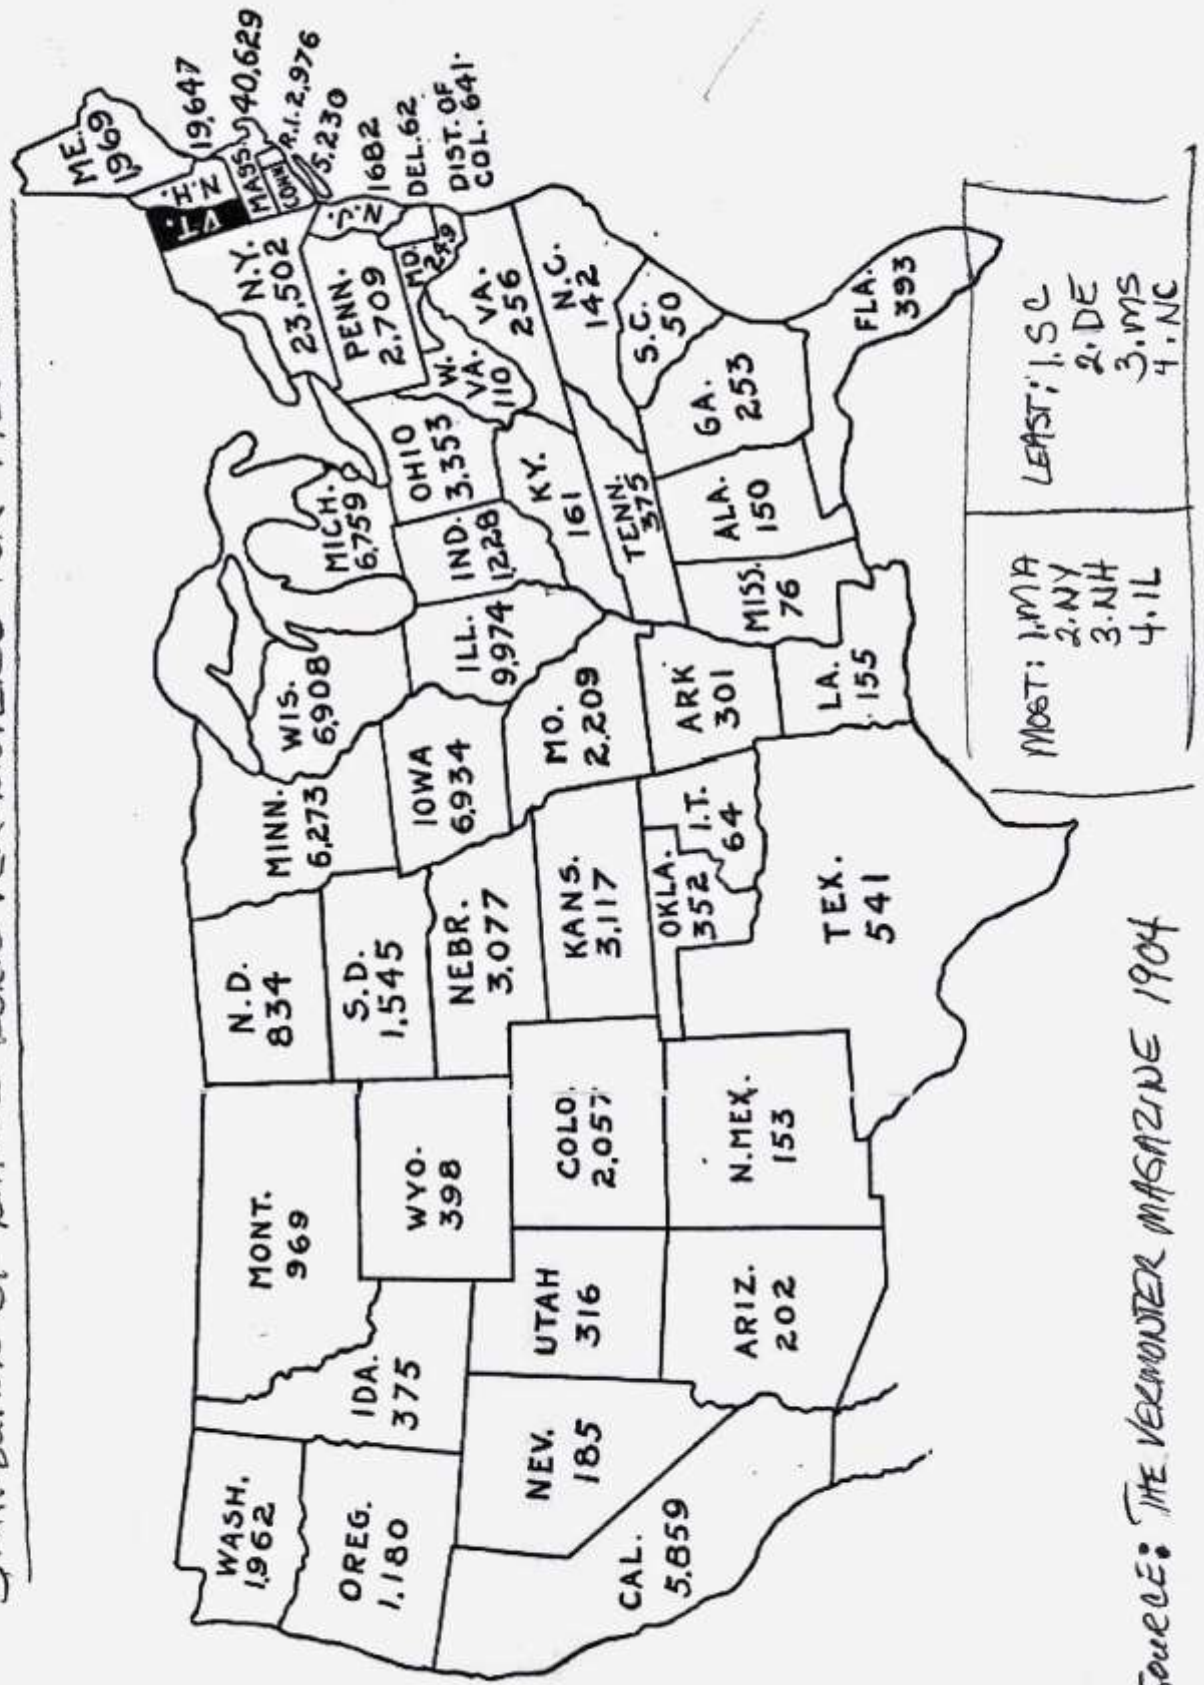 ME.
1969
N.H.
19,647
VT.
MASS.
40,629
CONN
R.I. 2,976
5,230
N.Y.
23,502
N.J.
1682
PENN.
2,709
DEL. 62
MD.
DIST. OF
COL. 641.
W.
VA.
110
VA.
256
N.C.
142
S.C.
50
GA.
253
FLA.
393
OHIO
3,353
MICH.
6,759
IND.
1,228
KY.
161
TENN.
375
ALA.
150
MISS.
76
WIS.
6,908
ILL.
9,974
MINN.
6,273
IOWA
6,934
MO.
2,209
ARK
301
LA.
155
N.D.
834
S.D.
1,545
NEBR.
3,077
KANS.
3,117
OKLA.
352
I.T.
64
TEX.
541
MONT.
969
WYO.
398
COLO.
2,057
N.MEX.
153
IDA.
375
UTAH
316
ARIZ.
202
WASH.
1,962
OREG.
1,180
NEV.
185
CAL.
5,859
MOST: 1. MA
2. NY
3. NH
4. IL
LEAST: 1. SC
2. DE
3. MS
4. NC
SOURCE: THE VERMONTER MAGAZINE 1904